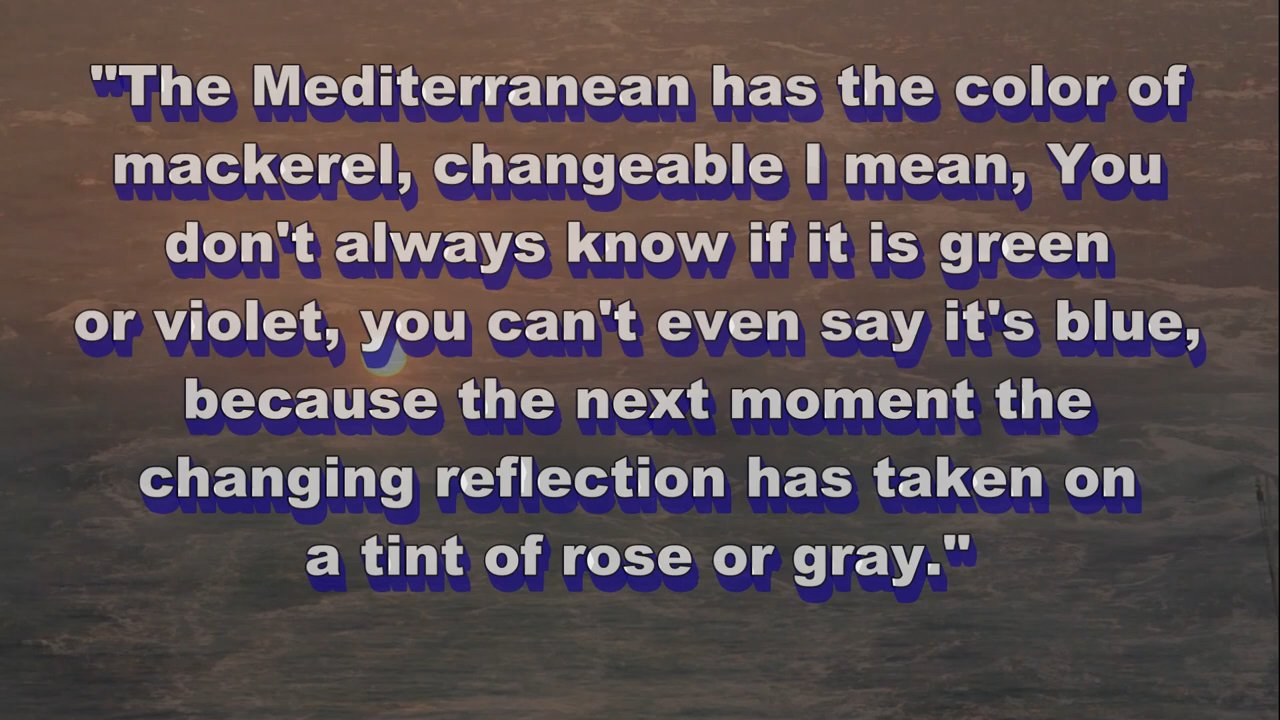 "The Mediterranean has the color of
mackerel, changeable I mean, You
don't always know if it is green
or violet, you can't even say it's blue,
because the next moment the
changing reflection has taken on
a tint of rose or gray."